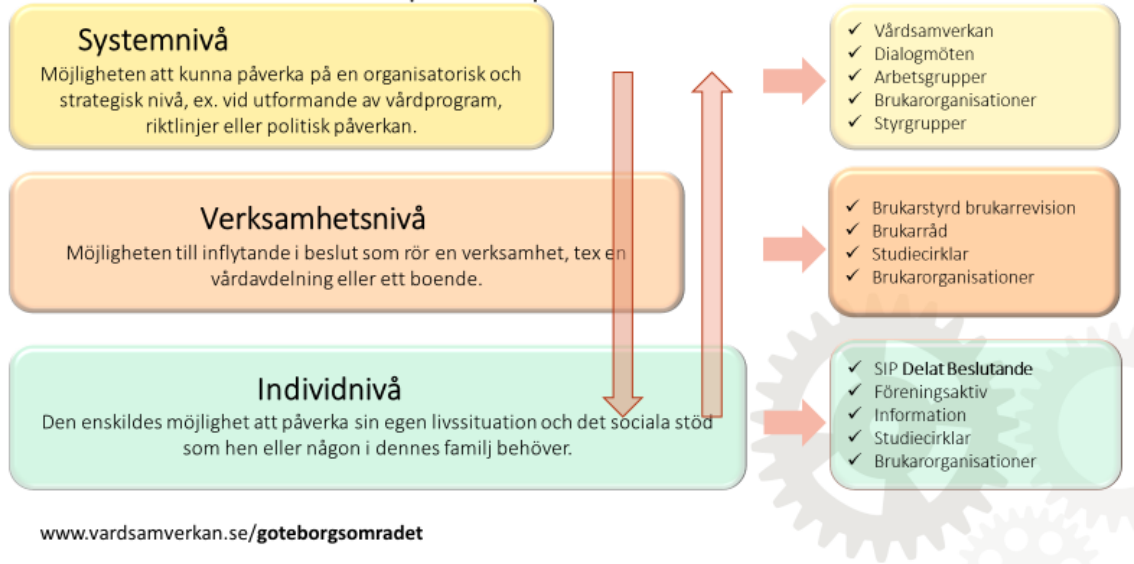 Systemnivå
Möjligheten att kunna påverka på en organisatorisk och
strategisk nivå, ex. vid utformande av vårdprogram,
riktlinjer eller politisk påverkan.
✓ Vårdsamverkan
✓ Dialogmöten
✓ Arbetsgrupper
✓ Brukarorganisationer
✓ Styrgrupper
Verksamhetsnivå
Möjligheten till inflytande i beslut som rör en verksamhet, tex en
vårdavdelning eller ett boende.
✓ Brukarstyrd brukarrevision
✓ Brukarråd
✓ Studiecirklar
✓ Brukarorganisationer
Individnivå
Den enskildes möjlighet att påverka sin egen livssituation och det sociala stöd
som hen eller någon i dennes familj behöver.
✓ SIP Delat Beslutande
✓ Föreningsaktiv
✓ Information
✓ Studiecirklar
✓ Brukarorganisationer
www.vardsamverkan.se/goteborgsomradet